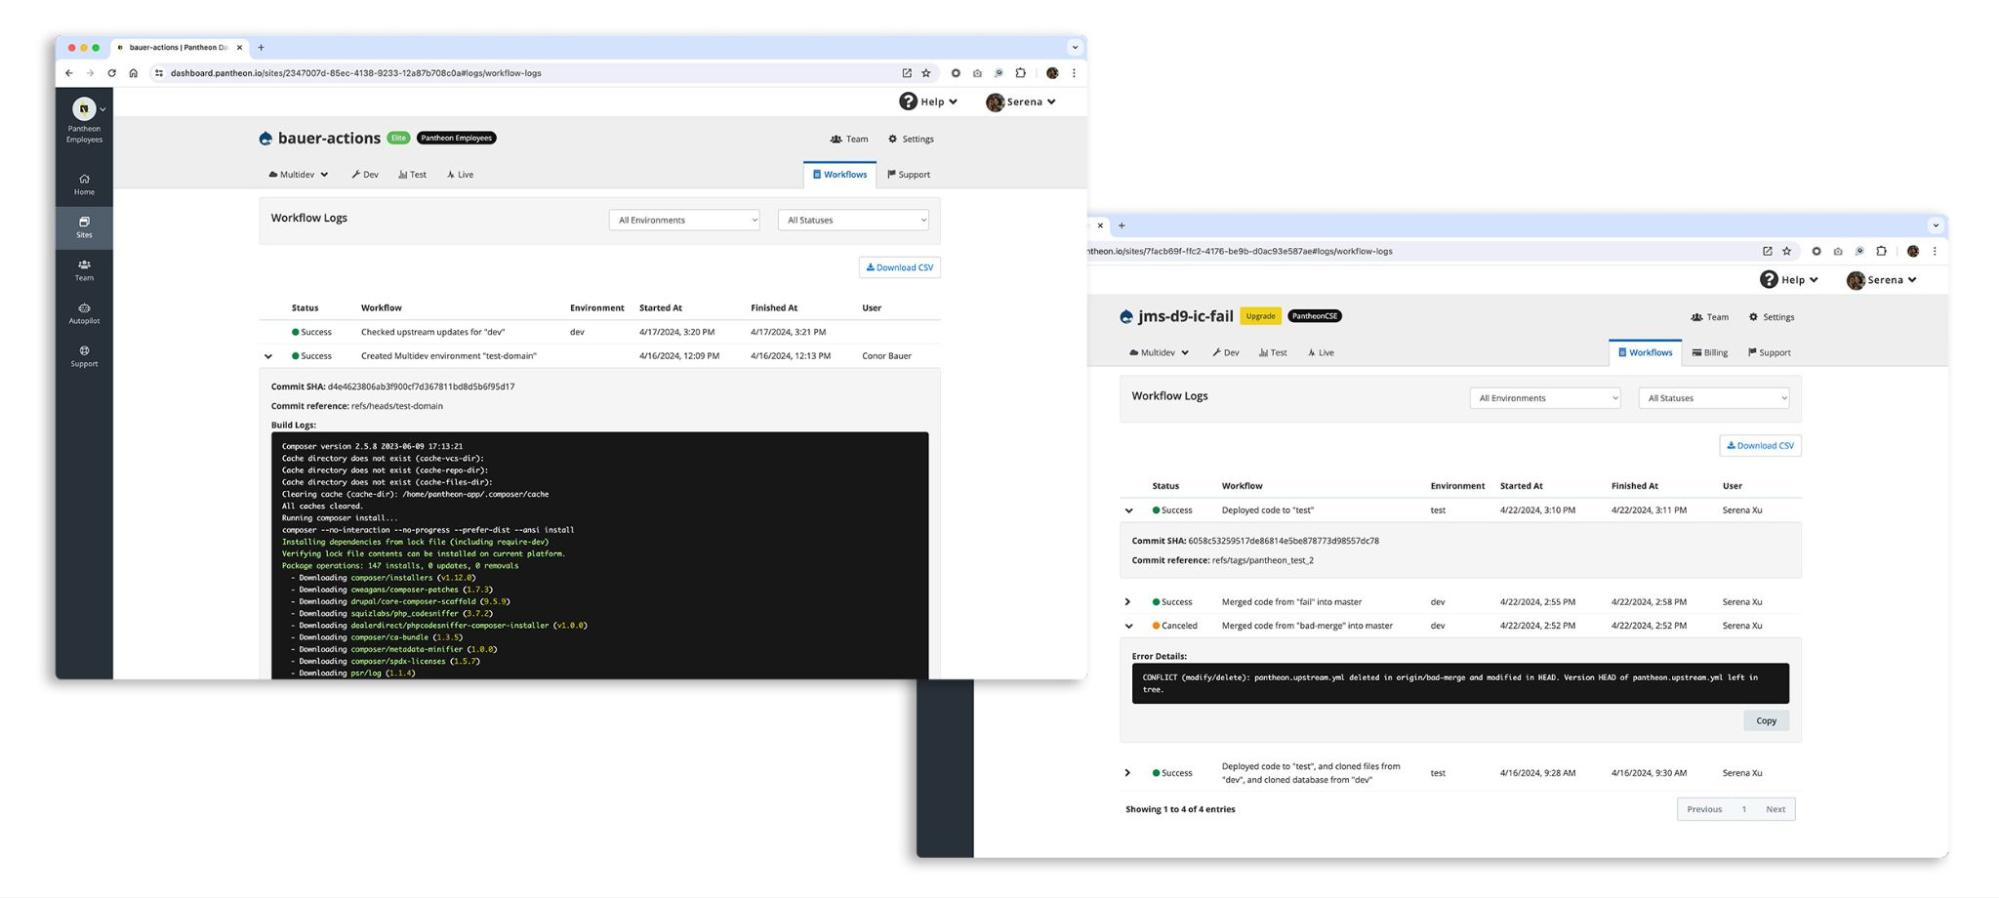 bauer-actions | Pantheon Da
dashboard.pantheon.io/sites/2347007d-85ec-4138-9233-12a87b708c0a#logs/workflow-logs
Pantheon
Employees
Home
Sites
Team
Autopilot
Support
Help
Serena
bauer-actions Elite Pantheon Employees
Team Settings
Multidev Dev Test Live
Workflows Support
Workflow Logs
All Environments All Statuses
Download CSV
Status Workflow Environment Started At Finished At User
Success Checked upstream updates for "dev" dev 4/17/2024, 3:20 PM 4/17/2024, 3:21 PM
Success Created Multidev environment "test-domain" 4/16/2024, 12:09 PM 4/16/2024, 12:13 PM Conor Bauer
Commit SHA: d4e4623806ab3f900cf7d367811bd8d5b6f95d17
Commit reference: refs/heads/test-domain
Build Logs:
Composer version 2.5.8 2023-06-09 17:13:21
Cache directory does not exist (cache-vcs-dir):
Cache directory does not exist (cache-repo-dir):
Cache directory does not exist (cache-files-dir):
Clearing cache (cache-dir): /home/pantheon-app/.composer/cache
All caches cleared.
Running composer install...
composer --no-interaction --no-progress --prefer-dist --ansi install
Installing dependencies from lock file (including require-dev)
Verifying lock file contents can be installed on current platform.
Package operations: 147 installs, 0 updates, 0 removals
- Downloading composer/installers (v1.12.0)
- Downloading cweagans/composer-patches (1.7.3)
- Downloading drupal/core-composer-scaffold (9.5.9)
- Downloading squizlabs/php_codesniffer (3.7.2)
- Downloading dealerdirect/phpcodesniffer-composer-installer (v1.0.0)
- Downloading composer/ca-bundle (1.3.5)
- Downloading composer/metadata-minifier (1.0.0)
- Downloading composer/spdx-licenses (1.5.7)
- Downloading psr/log (1.1.4)
ntheon.io/sites/7facb69f-ffc2-4176-be9b-d0ac93e587ae#logs/workflow-logs
Help
Serena
jms-d9-ic-fail Upgrade PantheonCSE
Team Settings
Multidev Dev Test Live
Workflows Billing Support
Workflow Logs
All Environments All Statuses
Download CSV
Status Workflow Environment Started At Finished At User
Success Deployed code to "test" test 4/22/2024, 3:10 PM 4/22/2024, 3:11 PM Serena Xu
Commit SHA: 6058c53259517de86814e5be878773d98557dc78
Commit reference: refs/tags/pantheon_test_2
Success Merged code from "fail" into master dev 4/22/2024, 2:55 PM 4/22/2024, 2:58 PM Serena Xu
Canceled Merged code from "bad-merge" into master dev 4/22/2024, 2:52 PM 4/22/2024, 2:52 PM Serena Xu
Error Details:
CONFLICT (modify/delete): pantheon.upstream.yml deleted in origin/bad-merge and modified in HEAD. Version HEAD of pantheon.upstream.yml left in
tree.
Copy
Success Deployed code to "test", and cloned files from
"dev", and cloned database from "dev" test 4/16/2024, 9:28 AM 4/16/2024, 9:30 AM Serena Xu
Showing 1 to 4 of 4 entries
Previous 1 Next